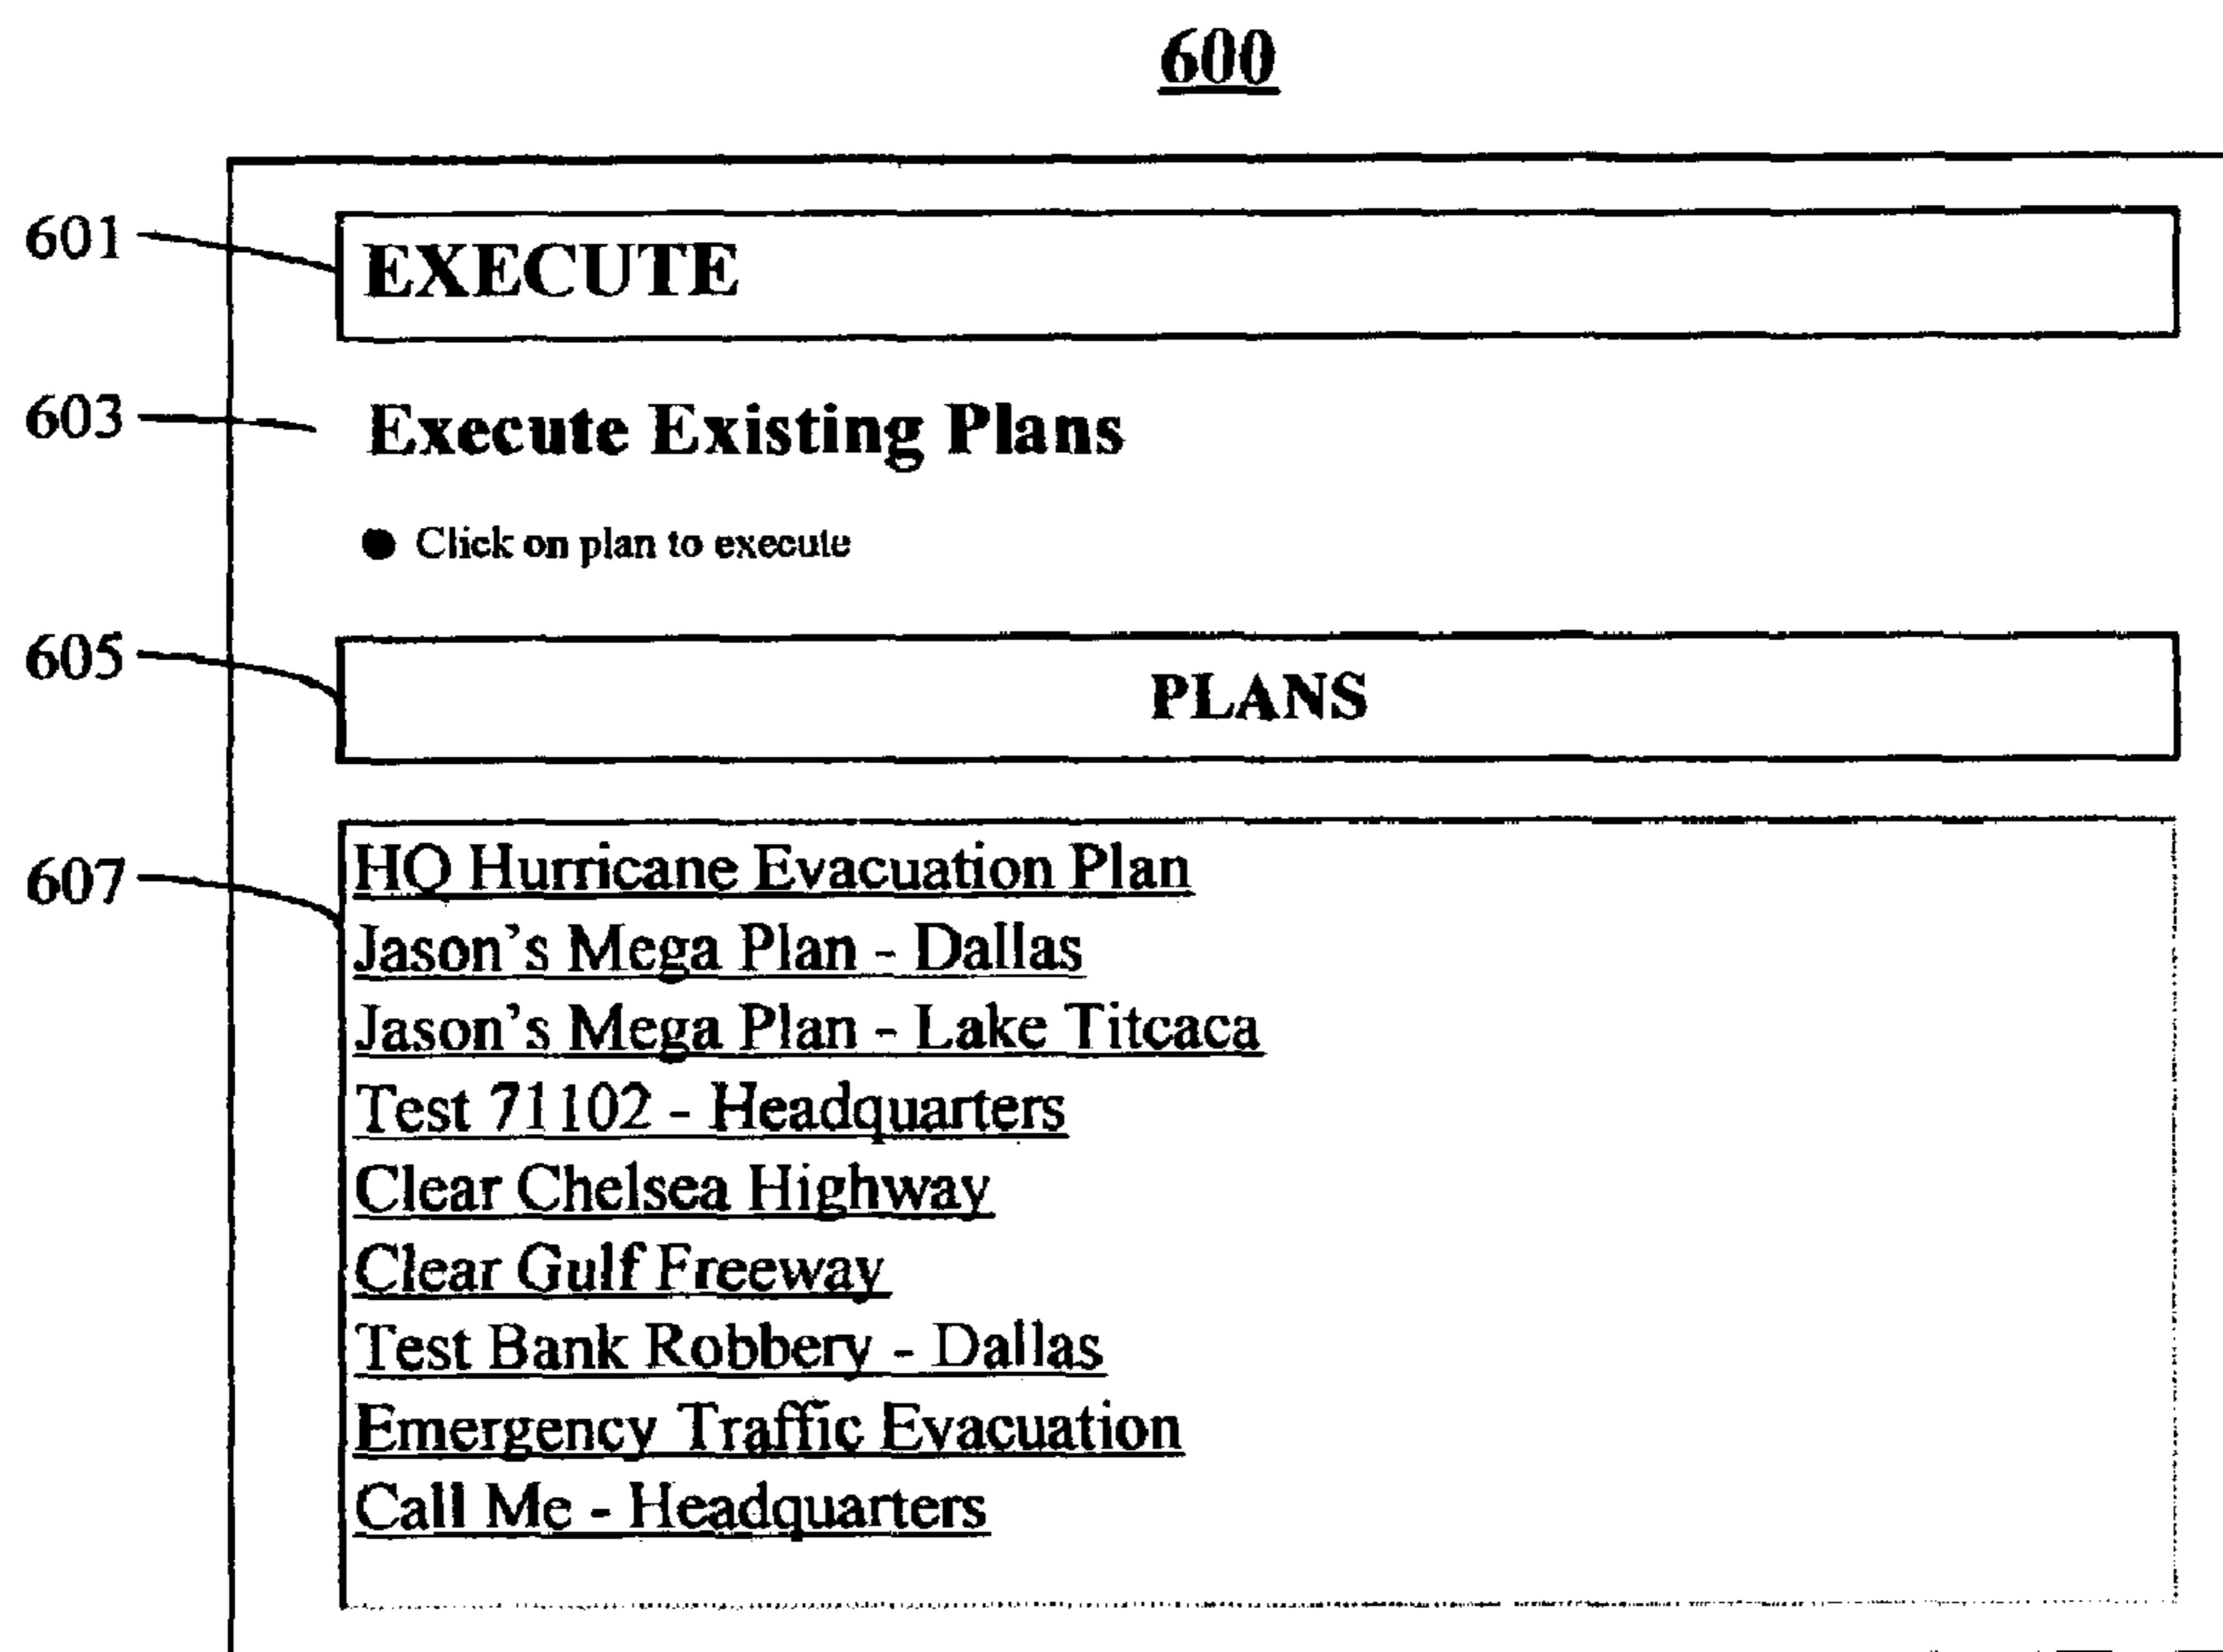 600
601
EXECUTE
603
Execute Existing Plans
● Click on plan to execute
605
PLANS
607
HQ Hurricane Evacuation Plan
Jason's Mega Plan - Dallas
Jason's Mega Plan - Lake Titcaca
Test 71102 - Headquarters
Clear Chelsea Highway
Clear Gulf Freeway
Test Bank Robbery - Dallas
Emergency Traffic Evacuation
Call Me - Headquarters